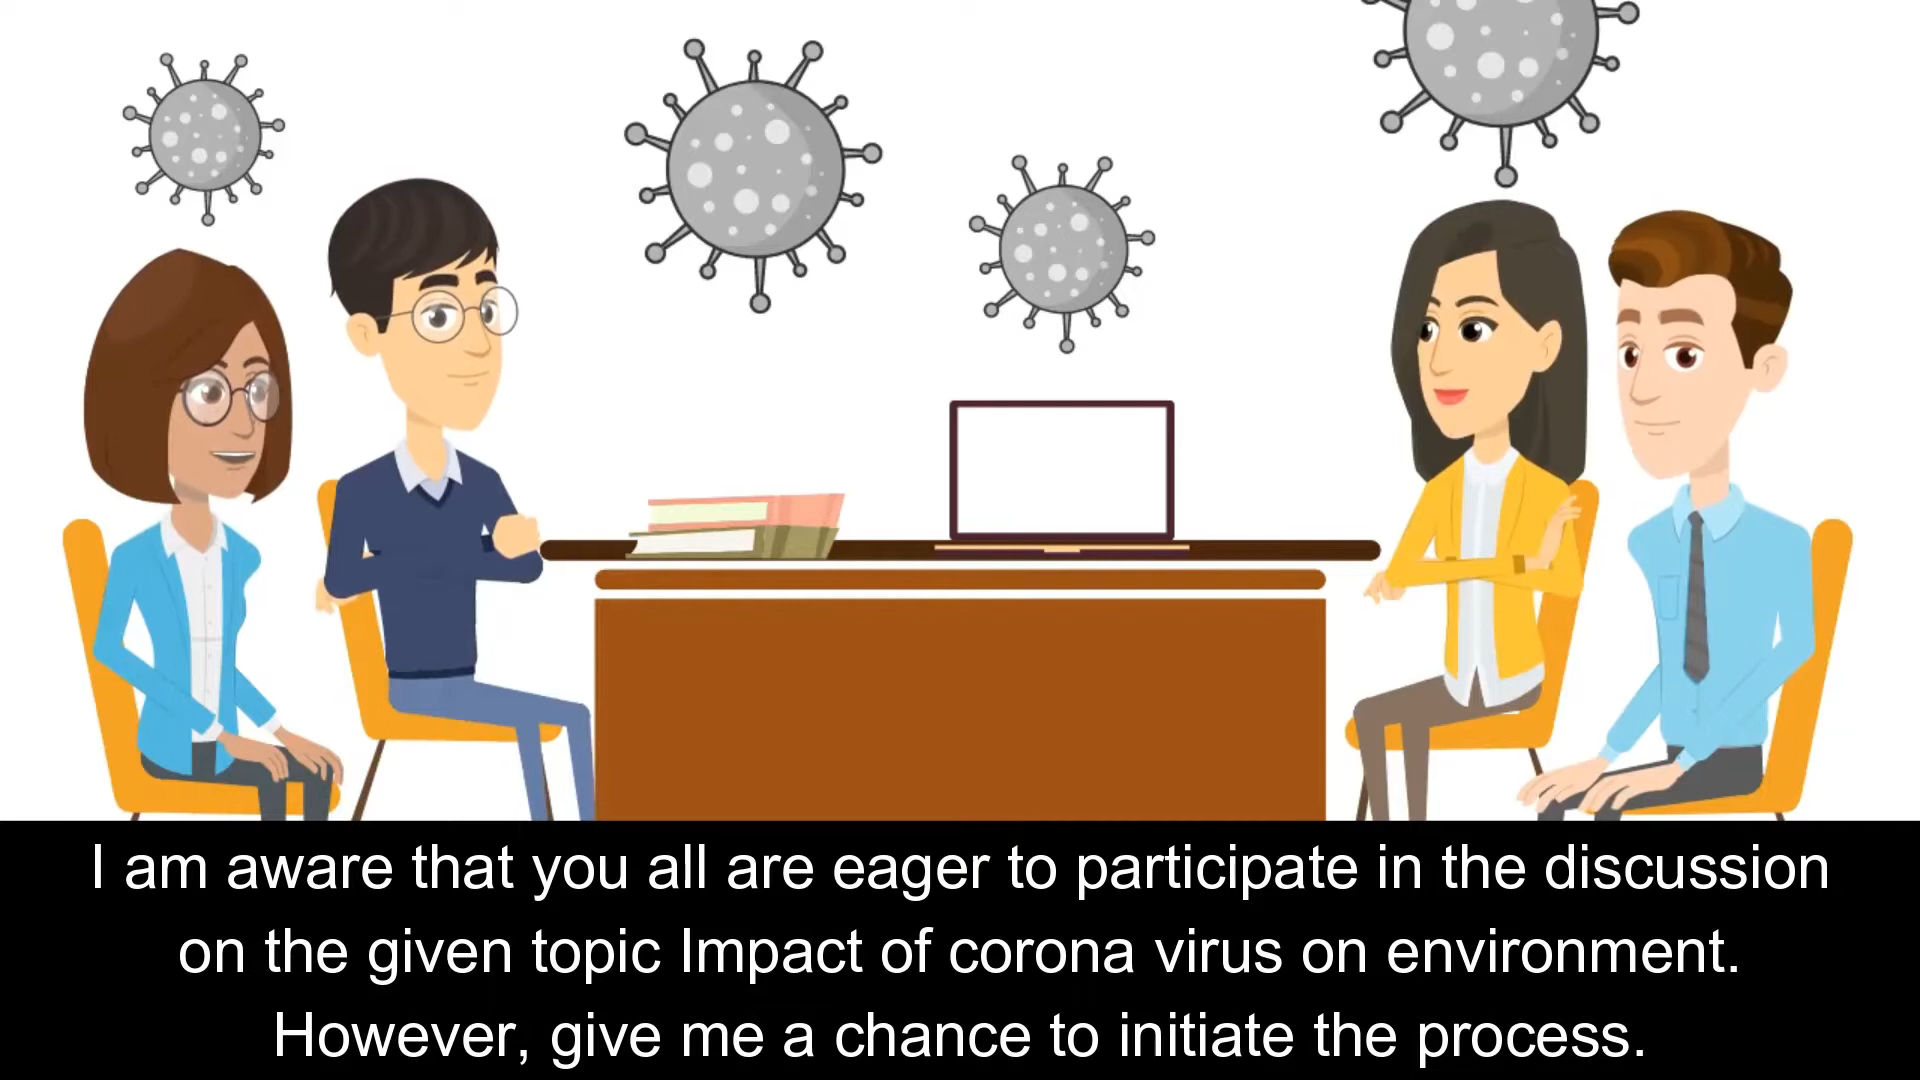 I am aware that you all are eager to participate in the discussion
on the given topic Impact of corona virus on environment.
However, give me a chance to initiate the process.